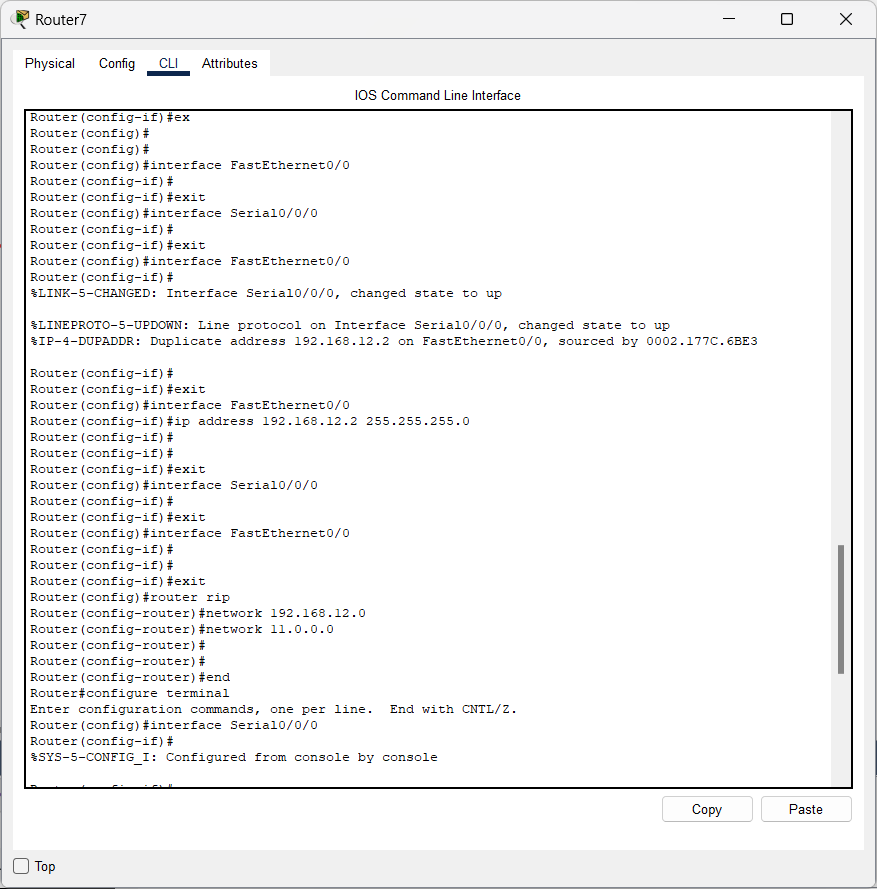 Router7
Physical Config CLI Attributes
IOS Command Line Interface
Router(config-if)#ex
Router(config)#
Router(config)#
Router(config)#interface FastEthernet0/0
Router(config-if)#
Router(config-if)#exit
Router(config)#interface Serial0/0/0
Router(config-if)#
Router(config-if)#exit
Router(config)#interface FastEthernet0/0
Router(config-if)#
%LINK-5-CHANGED: Interface Serial0/0/0, changed state to up
%LINEPROTO-5-UPDOWN: Line protocol on Interface Serial0/0/0, changed state to up
%IP-4-DUPADDR: Duplicate address 192.168.12.2 on FastEthernet0/0, sourced by 0002.177C.6BE3
Router(config-if)#
Router(config-if)#exit
Router(config)#interface FastEthernet0/0
Router(config-if)#ip address 192.168.12.2 255.255.255.0
Router(config-if)#
Router(config-if)#
Router(config-if)#exit
Router(config)#interface Serial0/0/0
Router(config-if)#
Router(config-if)#exit
Router(config)#interface FastEthernet0/0
Router(config-if)#
Router(config-if)#
Router(config-if)#exit
Router(config)#router rip
Router(config-router)#network 192.168.12.0
Router(config-router)#network 11.0.0.0
Router(config-router)#
Router(config-router)#
Router(config-router)#end
Router#configure terminal
Enter configuration commands, one per line.  End with CNTL/Z.
Router(config)#interface Serial0/0/0
Router(config-if)#
%SYS-5-CONFIG_I: Configured from console by console
Copy Paste
Top